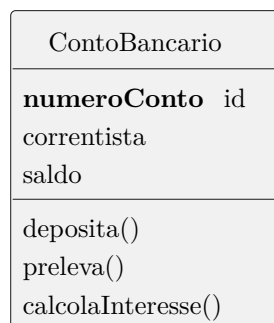 ContoBancario
numeroConto id
correntista
saldo
deposita()
preleva()
calcolaInteresse()